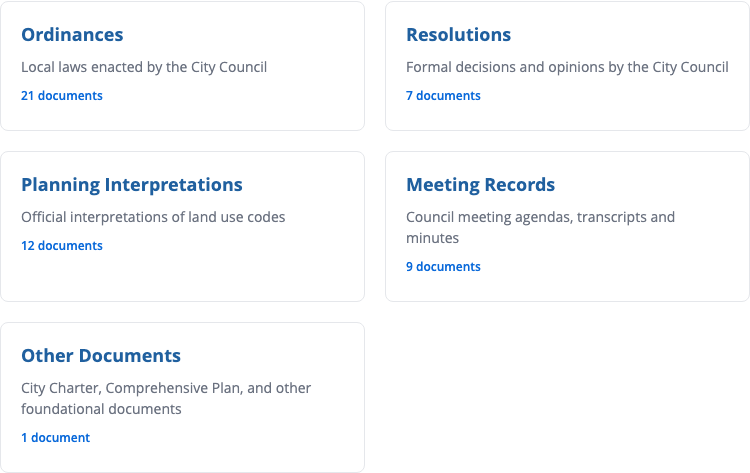 Ordinances
Local laws enacted by the City Council
21 documents
Resolutions
Formal decisions and opinions by the City Council
7 documents
Planning Interpretations
Official interpretations of land use codes
12 documents
Meeting Records
Council meeting agendas, transcripts and
minutes
9 documents
Other Documents
City Charter, Comprehensive Plan, and other
foundational documents
1 document